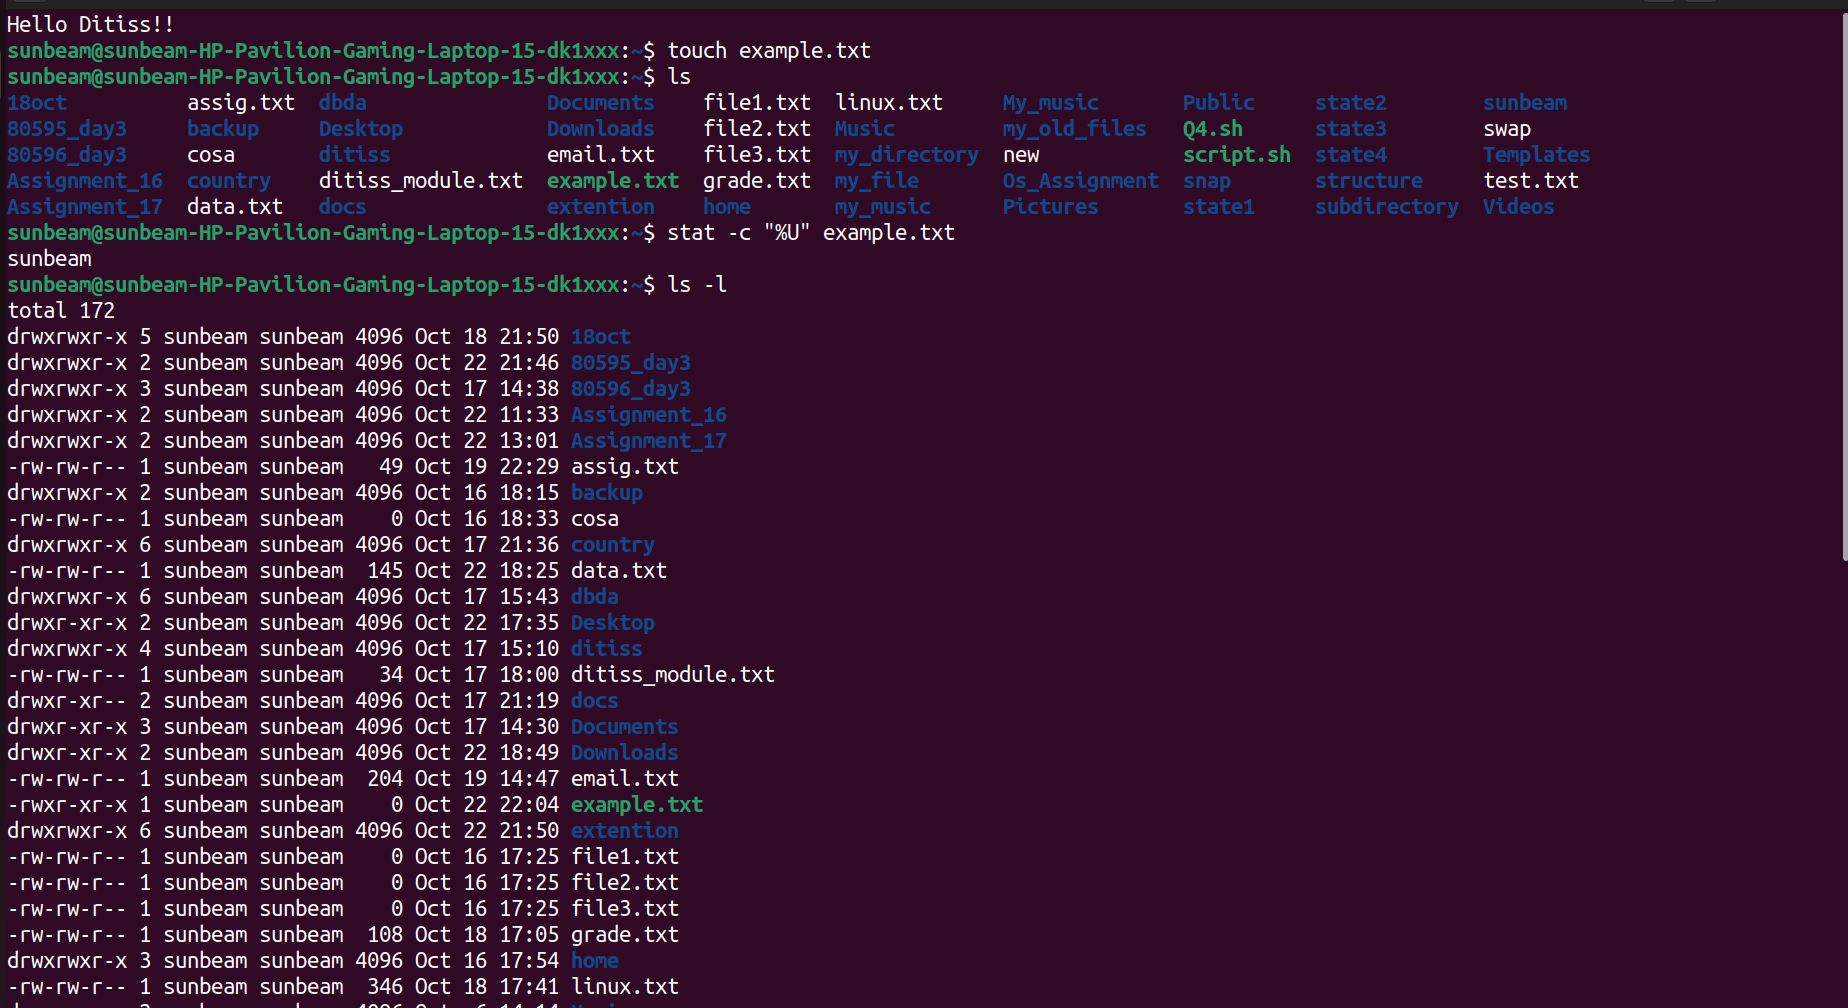 Hello Ditiss!!
sunbeam@sunbeam-HP-Pavilion-Gaming-Laptop-15-dk1xxx:~$ touch example.txt
sunbeam@sunbeam-HP-Pavilion-Gaming-Laptop-15-dk1xxx:~$ ls
18oct assig.txt dbda Documents file1.txt linux.txt My_music Public state2 sunbeam
80595_day3 backup Desktop Downloads file2.txt Music my_old_files Q4.sh state3 swap
80596_day3 cosa ditiss email.txt file3.txt my_directory new script.sh state4 Templates
Assignment_16 country ditiss_module.txt example.txt grade.txt my_file Os_Assignment snap structure test.txt
Assignment_17 data.txt docs extention home my_music Pictures state1 subdirectory Videos
sunbeam@sunbeam-HP-Pavilion-Gaming-Laptop-15-dk1xxx:~$ stat -c "%U" example.txt
sunbeam
sunbeam@sunbeam-HP-Pavilion-Gaming-Laptop-15-dk1xxx:~$ ls -l
total 172
drwxrwxr-x 5 sunbeam sunbeam 4096 Oct 18 21:50 18oct
drwxrwxr-x 2 sunbeam sunbeam 4096 Oct 22 21:46 80595_day3
drwxrwxr-x 3 sunbeam sunbeam 4096 Oct 17 14:38 80596_day3
drwxrwxr-x 2 sunbeam sunbeam 4096 Oct 22 11:33 Assignment_16
drwxrwxr-x 2 sunbeam sunbeam 4096 Oct 22 13:01 Assignment_17
-rw-rw-r-- 1 sunbeam sunbeam 49 Oct 19 22:29 assig.txt
drwxrwxr-x 2 sunbeam sunbeam 4096 Oct 16 18:15 backup
-rw-rw-r-- 1 sunbeam sunbeam 0 Oct 16 18:33 cosa
drwxrwxr-x 6 sunbeam sunbeam 4096 Oct 17 21:36 country
-rw-rw-r-- 1 sunbeam sunbeam 145 Oct 22 18:25 data.txt
drwxrwxr-x 6 sunbeam sunbeam 4096 Oct 17 15:43 dbda
drwxr-xr-x 2 sunbeam sunbeam 4096 Oct 22 17:35 Desktop
drwxrwxr-x 4 sunbeam sunbeam 4096 Oct 17 15:10 ditiss
-rw-rw-r-- 1 sunbeam sunbeam 34 Oct 17 18:00 ditiss_module.txt
drwxr-xr-- 2 sunbeam sunbeam 4096 Oct 17 21:19 docs
drwxr-xr-x 3 sunbeam sunbeam 4096 Oct 17 14:30 Documents
drwxr-xr-x 2 sunbeam sunbeam 4096 Oct 22 18:49 Downloads
-rw-rw-r-- 1 sunbeam sunbeam 204 Oct 19 14:47 email.txt
-rwxr-xr-x 1 sunbeam sunbeam 0 Oct 22 22:04 example.txt
drwxrwxr-x 6 sunbeam sunbeam 4096 Oct 22 21:50 extention
-rw-rw-r-- 1 sunbeam sunbeam 0 Oct 16 17:25 file1.txt
-rw-rw-r-- 1 sunbeam sunbeam 0 Oct 16 17:25 file2.txt
-rw-rw-r-- 1 sunbeam sunbeam 0 Oct 16 17:25 file3.txt
-rw-rw-r-- 1 sunbeam sunbeam 108 Oct 18 17:05 grade.txt
drwxrwxr-x 3 sunbeam sunbeam 4096 Oct 16 17:54 home
-rw-rw-r-- 1 sunbeam sunbeam 346 Oct 18 17:41 linux.txt